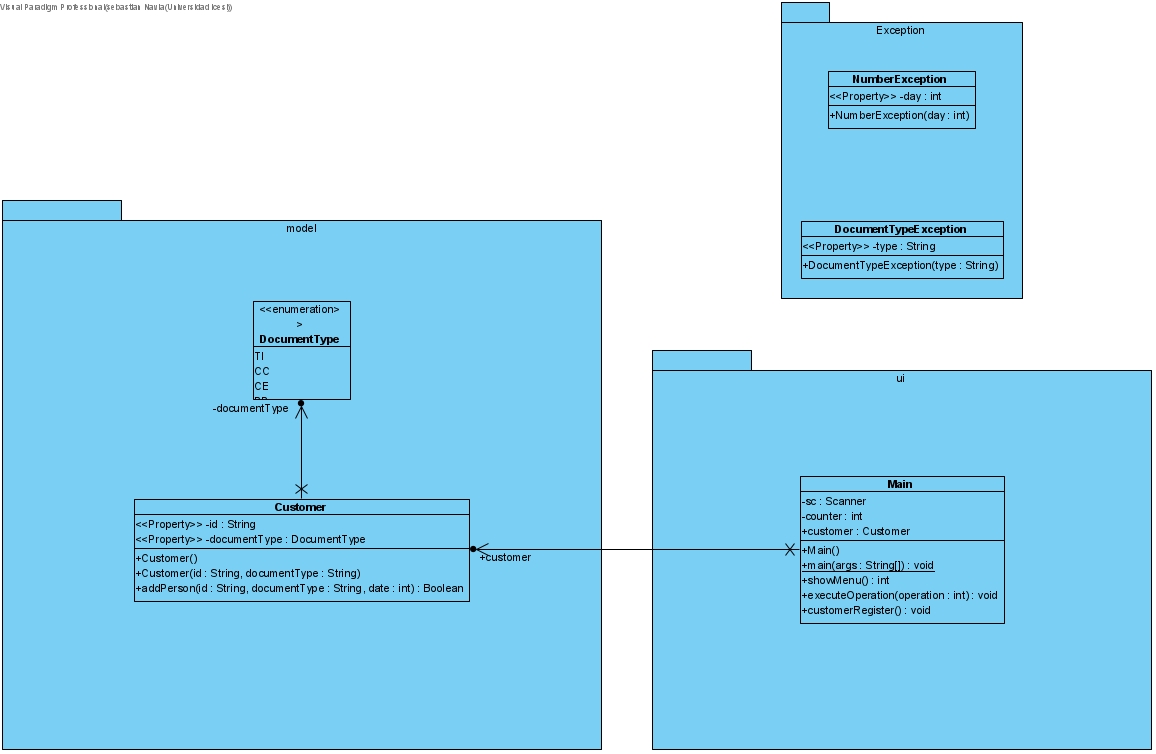 Visual Paradigm Professional(sebastian Navia(Universidad Icesi))
Exception
NumberException
<<Property>> -day : int
+NumberException(day : int)
DocumentTypeException
<<Property>> -type : String
+DocumentTypeException(type : String)
model
<<enumeration>
>
DocumentType
TI
CC
CE
-documentType
Customer
<<Property>> -id : String
<<Property>> -documentType : DocumentType
+Customer()
+Customer(id : String, documentType : String)
+addPerson(id : String, documentType : String, date : int) : Boolean
+customer
ui
Main
-sc : Scanner
-counter : int
+customer : Customer
+Main()
+main(args : String[]) : void
+showMenu() : int
+executeOperation(operation : int) : void
+customerRegister() : void